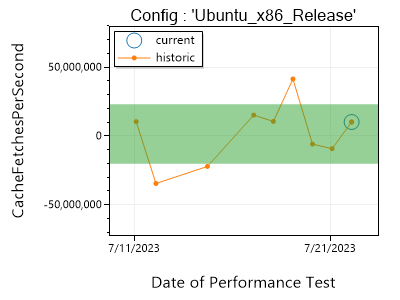 Config : 'Ubuntu_x86_Release'
current
historic
50,000,000
0
-50,000,000
CacheFetchesPerSecond
7/11/2023
7/21/2023
Date of Performance Test